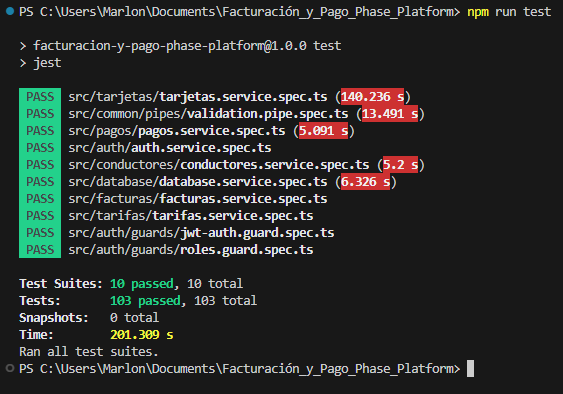 PS C:\Users\Marlon\Documents\Facturación_y_Pago_Phase_Platform> npm run test
> facturacion-y-pago-phase-platform@1.0.0 test
> jest
PASS src/tarjetas/tarjetas.service.spec.ts (140.236 s)
PASS src/common/pipes/validation.pipe.spec.ts (13.491 s)
PASS src/pagos/pagos.service.spec.ts (5.091 s)
PASS src/auth/auth.service.spec.ts
PASS src/conductores/conductores.service.spec.ts (5.2 s)
PASS src/database/database.service.spec.ts (6.326 s)
PASS src/facturas/facturas.service.spec.ts
PASS src/tarifas/tarifas.service.spec.ts
PASS src/auth/guards/jwt-auth.guard.spec.ts
PASS src/auth/guards/roles.guard.spec.ts
Test Suites: 10 passed, 10 total
Tests: 103 passed, 103 total
Snapshots: 0 total
Time: 201.309 s
Ran all test suites.
PS C:\Users\Marlon\Documents\Facturación_y_Pago_Phase_Platform>